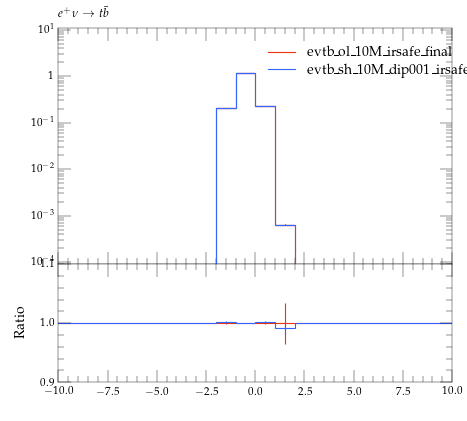 e⁺ ν → t b̄
10¹
evtb_ol_10M_irsafe_final
evtb_sh_10M_dip001_irsafe
1
10⁻¹
10⁻²
10⁻³
10⁻⁴
1.1
Ratio
1.0
0.9
−10.0 −7.5 −5.0 −2.5 0.0 2.5 5.0 7.5 10.0